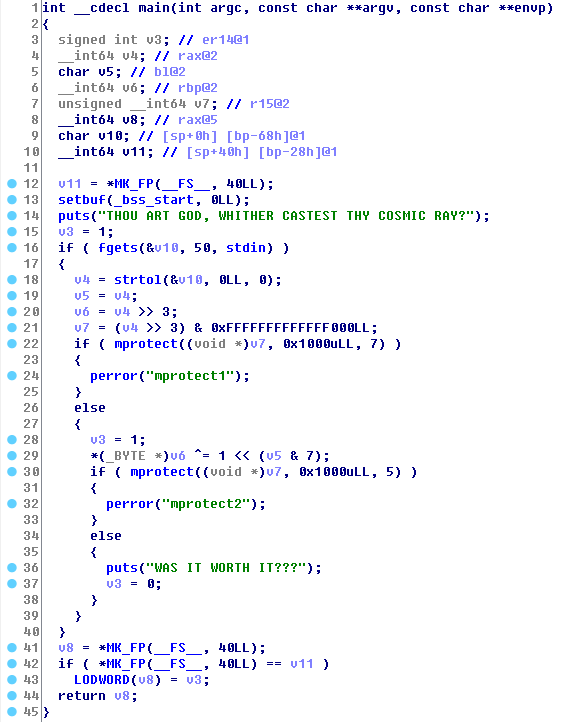 1 int __cdecl main(int argc, const char **argv, const char **envp)
2 {
3 signed int v3; // er14@1
4 __int64 v4; // rax@2
5 char v5; // bl@2
6 __int64 v6; // rbp@2
7 unsigned __int64 v7; // r15@2
8 __int64 v8; // rax@5
9 char v10; // [sp+0h] [bp-68h]@1
10 __int64 v11; // [sp+40h] [bp-28h]@1
11
12 v11 = *MK_FP(__FS__, 40LL);
13 setbuf(_bss_start, 0LL);
14 puts("THOU ART GOD, WHITHER CASTEST THY COSMIC RAY?");
15 v3 = 1;
16 if ( fgets(&v10, 50, stdin) )
17 {
18 v4 = strtol(&v10, 0LL, 0);
19 v5 = v4;
20 v6 = v4 >> 3;
21 v7 = (v4 >> 3) & 0xFFFFFFFFFFFFF000LL;
22 if ( mprotect((void *)v7, 0x1000uLL, 7) )
23 {
24 perror("mprotect1");
25 }
26 else
27 {
28 v3 = 1;
29 *(_BYTE *)v6 ^= 1 << (v5 & 7);
30 if ( mprotect((void *)v7, 0x1000uLL, 5) )
31 {
32 perror("mprotect2");
33 }
34 else
35 {
36 puts("WAS IT WORTH IT???");
37 v3 = 0;
38 }
39 }
40 }
41 v8 = *MK_FP(__FS__, 40LL);
42 if ( *MK_FP(__FS__, 40LL) == v11 )
43 LODWORD(v8) = v3;
44 return v8;
45 }